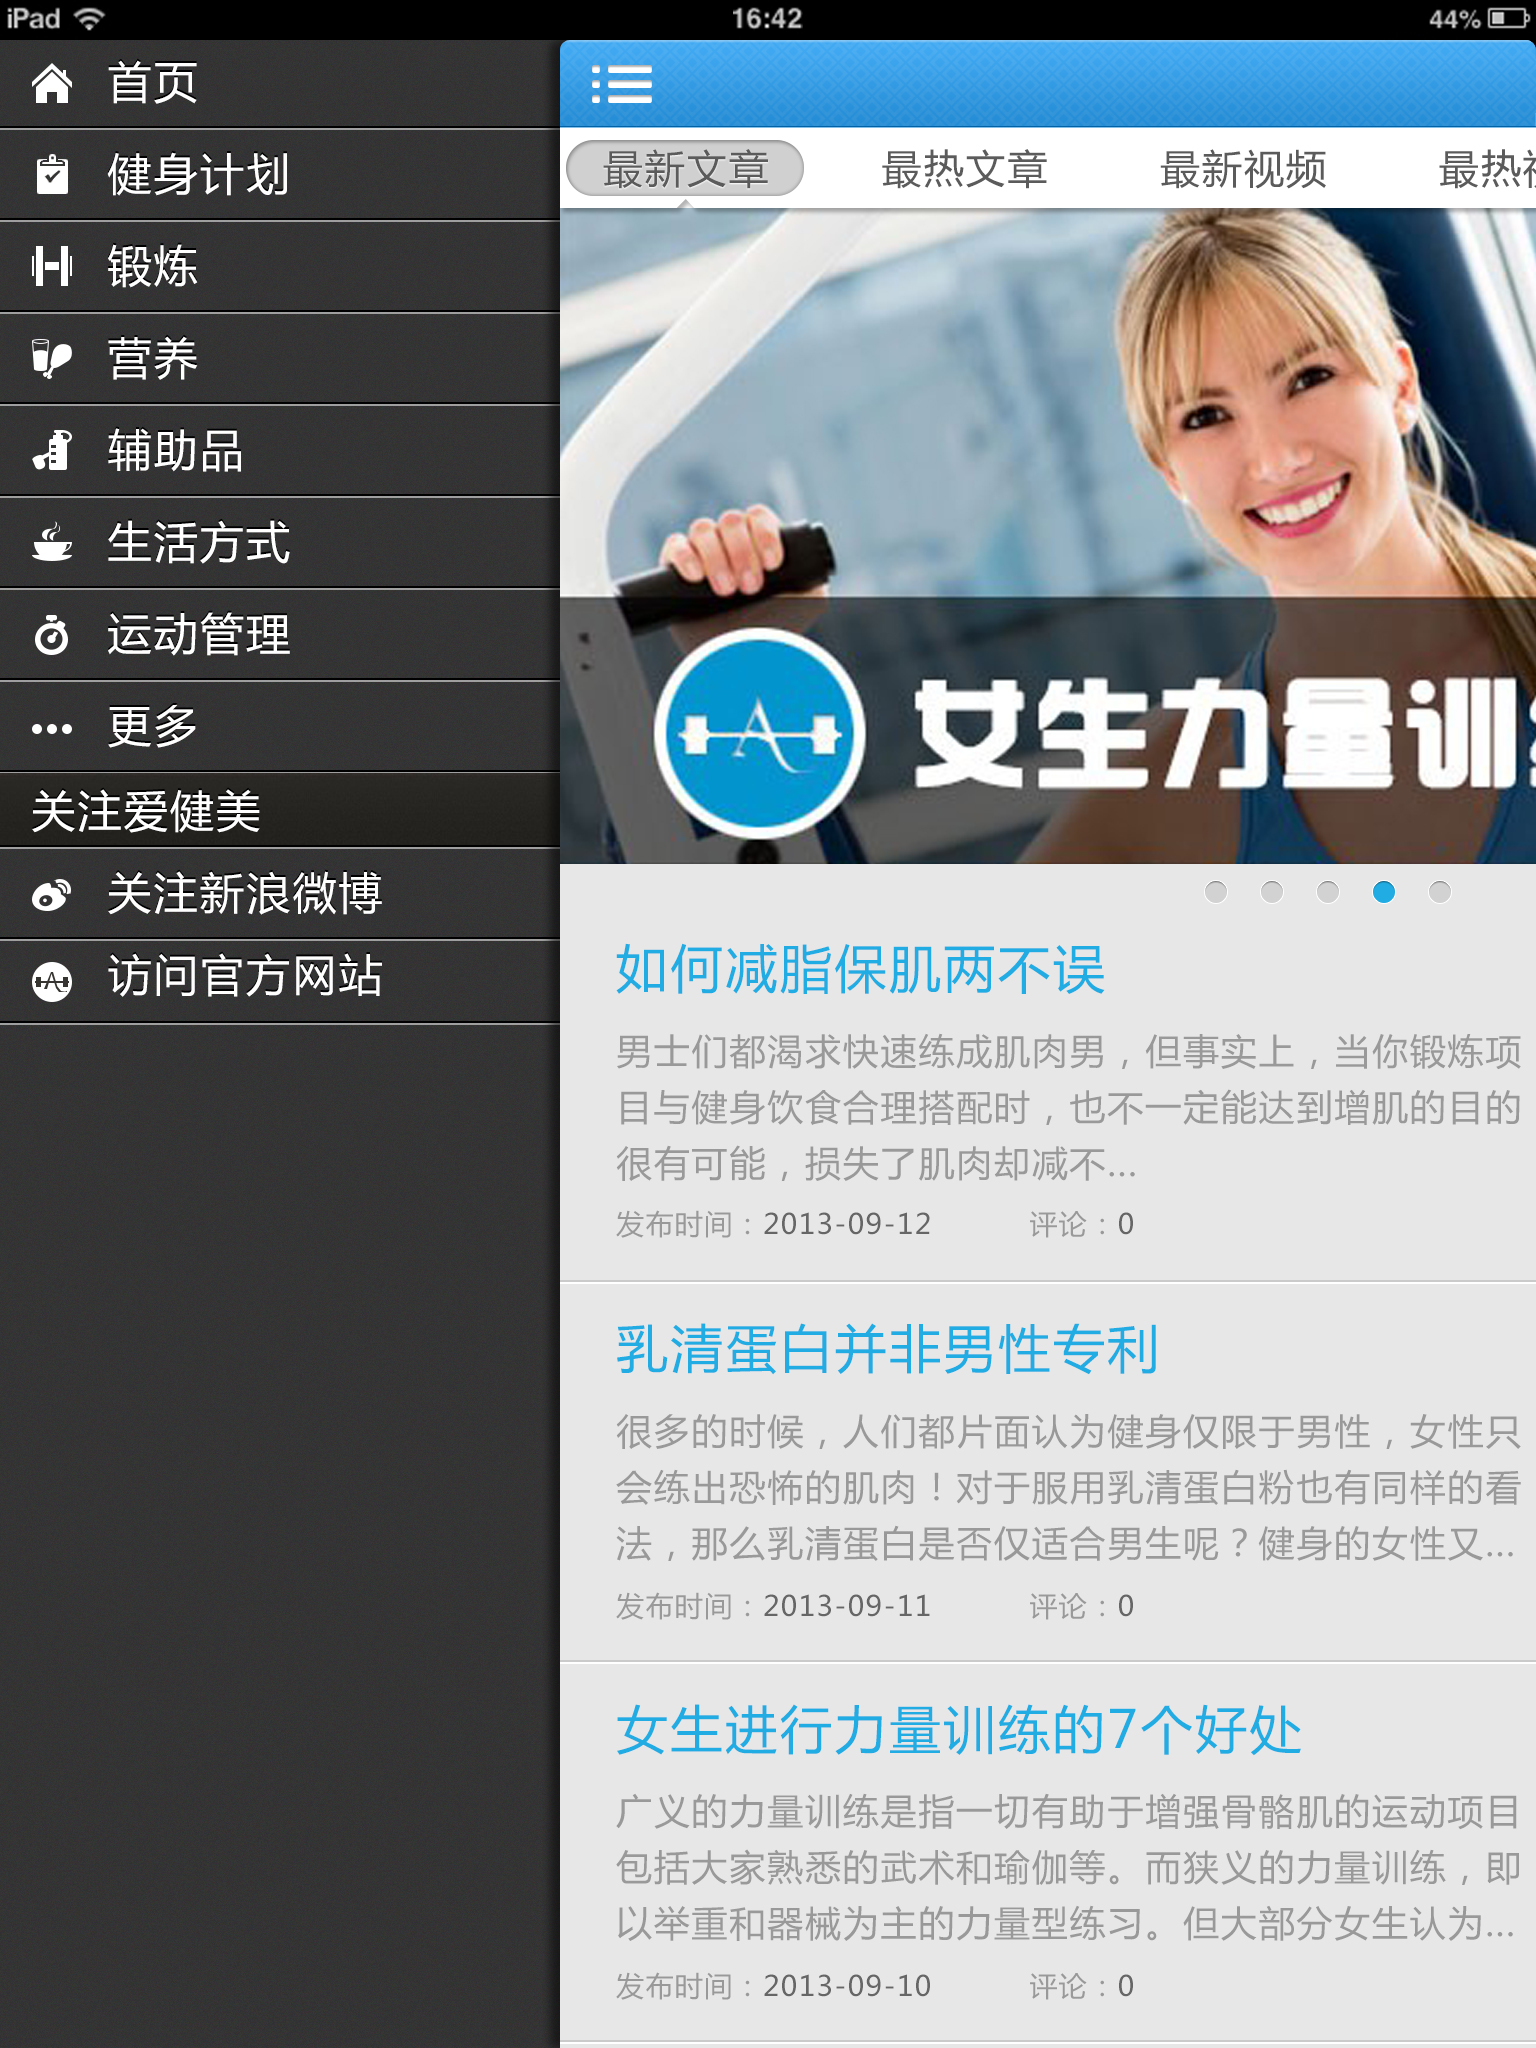 iPad 16:42 44%
首页
健身计划
锻炼
营养
辅助品
生活方式
运动管理
更多
关注爱健美
关注新浪微博
访问官方网站
最新文章 最热文章 最新视频 最热
A 女生力量训
如何减脂保肌两不误
男士们都渴求快速练成肌肉男，但事实上，当你锻炼项
目与健身饮食合理搭配时，也不一定能达到增肌的目的
很有可能，损失了肌肉却减不...
发布时间：2013-09-12 评论：0
乳清蛋白并非男性专利
很多的时候，人们都片面认为健身仅限于男性，女性只
会练出恐怖的肌肉！对于服用乳清蛋白粉也有同样的看
法，那么乳清蛋白是否仅适合男生呢？健身的女性又...
发布时间：2013-09-11 评论：0
女生进行力量训练的7个好处
广义的力量训练是指一切有助于增强骨骼肌的运动项目
包括大家熟悉的武术和瑜伽等。而狭义的力量训练，即
以举重和器械为主的力量型练习。但大部分女生认为...
发布时间：2013-09-10 评论：0